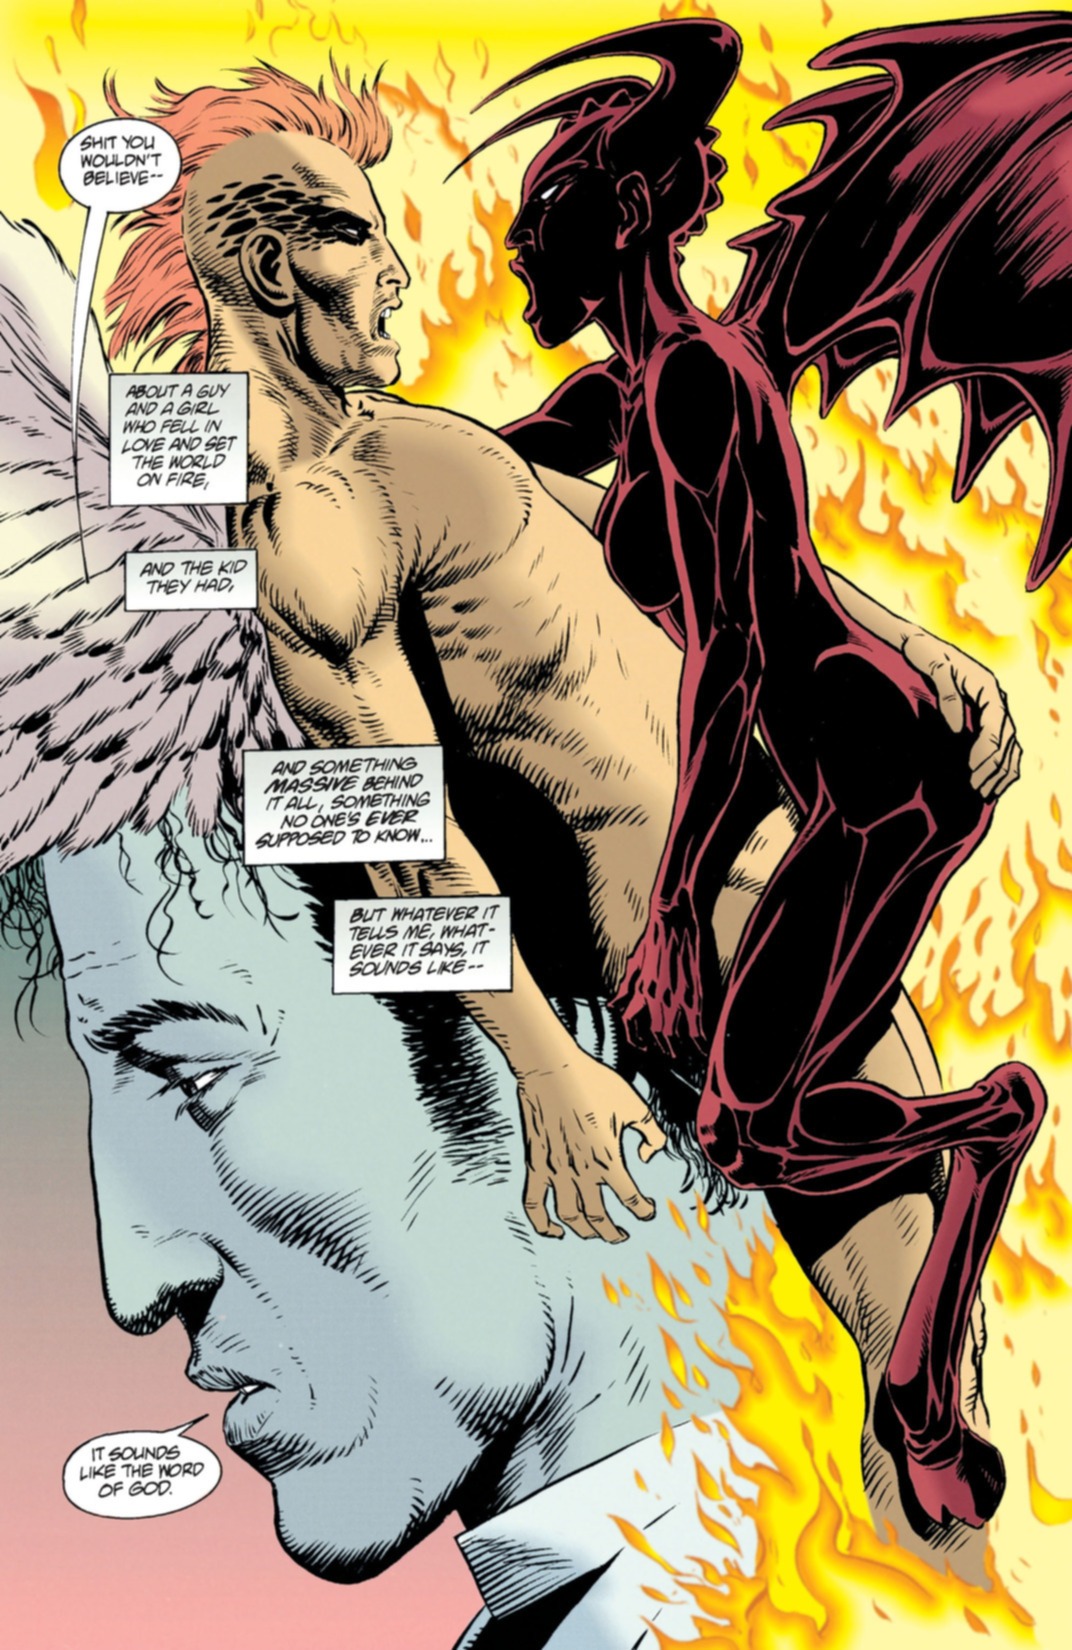 SHIT YOU
WOULDN'T
BELIEVE--
ABOUT A GUY
AND A GIRL
WHO FELL IN
LOVE AND SET
THE WORLD
ON FIRE,
AND THE KID
THEY HAD,
AND SOMETHING
MASSIVE BEHIND
IT ALL, SOMETHING
NO ONE'S EVER
SUPPOSED TO KNOW...
BUT WHATEVER IT
TELLS ME, WHAT-
EVER IT SAYS, IT
SOUNDS LIKE--
IT SOUNDS
LIKE THE WORD
OF GOD.